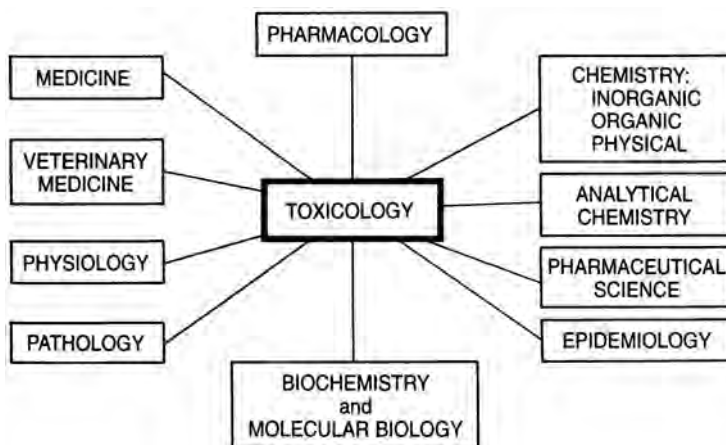 PHARMACOLOGY
MEDICINE
CHEMISTRY:
INORGANIC
ORGANIC
PHYSICAL
VETERINARY
MEDICINE
TOXICOLOGY
ANALYTICAL
CHEMISTRY
PHYSIOLOGY
PHARMACEUTICAL
SCIENCE
PATHOLOGY
EPIDEMIOLOGY
BIOCHEMISTRY
and
MOLECULAR BIOLOGY